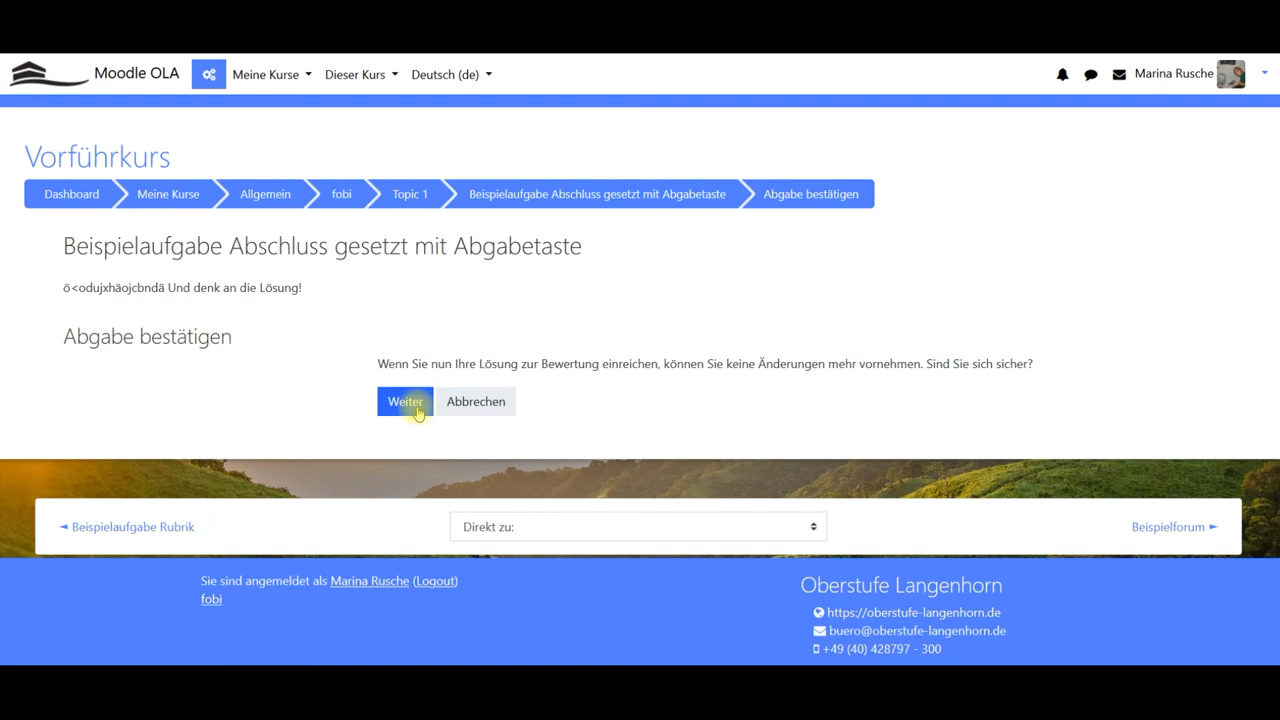 Moodle OLA
Meine Kurse
Dieser Kurs
Deutsch (de)
Marina Rusche
Vorführkurs
Dashboard
Meine Kurse
Allgemein
fobi
Topic 1
Beispielaufgabe Abschluss gesetzt mit Abgabetaste
Abgabe bestätigen
Beispielaufgabe Abschluss gesetzt mit Abgabetaste
ö<odujxhäojcbndä Und denk an die Lösung!
Abgabe bestätigen
Wenn Sie nun Ihre Lösung zur Bewertung einreichen, können Sie keine Änderungen mehr vornehmen. Sind Sie sich sicher?
Weiter
Abbrechen
◄ Beispielaufgabe Rubrik
Direkt zu:
Beispielforum ►
Sie sind angemeldet als Marina Rusche (Logout)
fobi
Oberstufe Langenhorn
https://oberstufe-langenhorn.de
buero@oberstufe-langenhorn.de
+49 (40) 428797 - 300